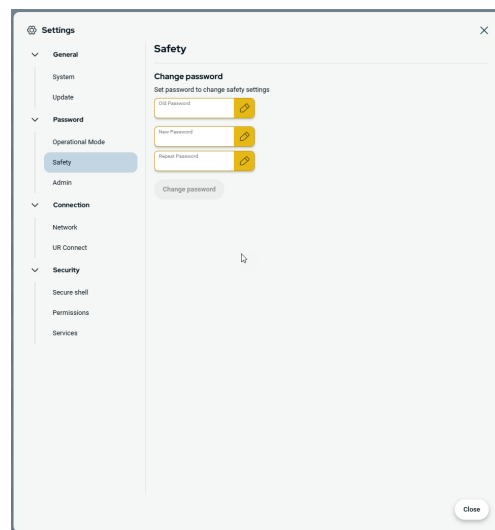 Settings
General
System
Update
Password
Operational Mode
Safety
Admin
Connection
Network
UR Connect
Security
Secure shell
Permissions
Services
Safety
Change password
Set password to change safety settings
Old Password
New Password
Repeat Password
Change password
Close